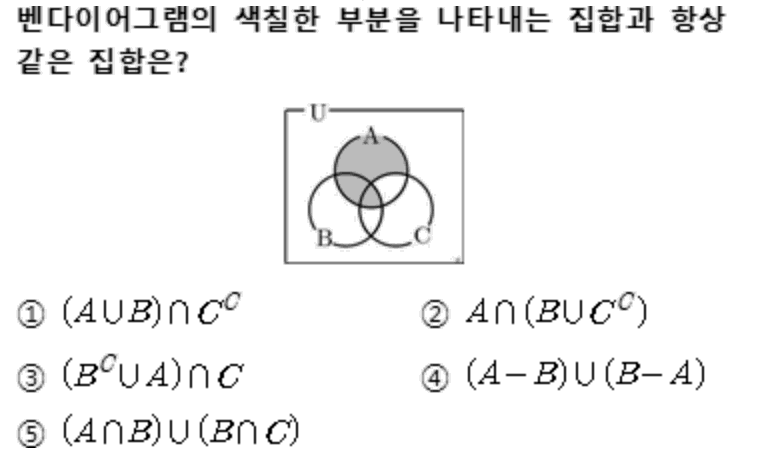 벤다이어그램의 색칠한 부분을 나타내는 집합과 항상
같은 집합은?
U
A
B
C
① (A∪B)∩C^C ② A∩(B∪C^C)
③ (B^C∪A)∩C ④ (A−B)∪(B−A)
⑤ (A∩B)∪(B∩C)